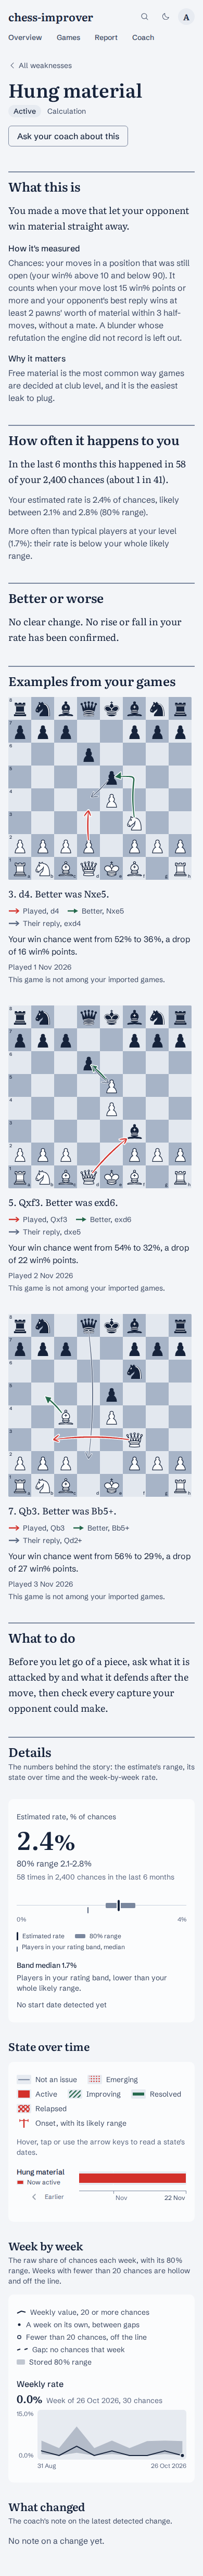 chess-improver
A
Overview Games Report Coach
All weaknesses
Hung material
Active Calculation
Ask your coach about this
What this is
You made a move that let your opponent
win material straight away.
How it's measured
Chances: your moves in a position that was still
open (your win% above 10 and below 90). It
counts when your move lost 15 win% points or
more and your opponent's best reply wins at
least 2 pawns' worth of material within 3 half-
moves, without a mate. A blunder whose
refutation the engine did not record is left out.
Why it matters
Free material is the most common way games
are decided at club level, and it is the easiest
leak to plug.
How often it happens to you
In the last 6 months this happened in 58
of your 2,400 chances (about 1 in 41).
Your estimated rate is 2.4% of chances, likely
between 2.1% and 2.8% (80% range).
More often than typical players at your level
(1.7%): their rate is below your whole likely
range.
Better or worse
No clear change. No rise or fall in your
rate has been confirmed.
Examples from your games
3. d4. Better was Nxe5.
Played, d4 Better, Nxe5
Their reply, exd4
Your win chance went from 52% to 36%, a drop
of 16 win% points.
Played 1 Nov 2026
This game is not among your imported games.
5. Qxf3. Better was exd6.
Played, Qxf3 Better, exd6
Their reply, dxe5
Your win chance went from 54% to 32%, a drop
of 22 win% points.
Played 2 Nov 2026
This game is not among your imported games.
7. Qb3. Better was Bb5+.
Played, Qb3 Better, Bb5+
Their reply, Qd2+
Your win chance went from 56% to 29%, a drop
of 27 win% points.
Played 3 Nov 2026
This game is not among your imported games.
What to do
Before you let go of a piece, ask what it is
attacked by and what it defends after the
move, then check every capture your
opponent could make.
Details
The numbers behind the story: the estimate's range, its
state over time and the week-by-week rate.
Estimated rate, % of chances
2.4%
80% range 2.1-2.8%
58 times in 2,400 chances in the last 6 months
0% 4%
Estimated rate 80% range
Players in your rating band, median
Band median 1.7%
Players in your rating band, lower than your
whole likely range.
No start date detected yet
State over time
Not an issue Emerging
Active Improving Resolved
Relapsed
Onset, with its likely range
Hover, tap or use the arrow keys to read a state's
dates.
Hung material
Now active
Earlier Nov 22 Nov
Week by week
The raw share of chances each week, with its 80%
range. Weeks with fewer than 20 chances are hollow
and off the line.
Weekly value, 20 or more chances
A week on its own, between gaps
Fewer than 20 chances, off the line
Gap: no chances that week
Stored 80% range
Weekly rate
0.0% Week of 26 Oct 2026, 30 chances
15.0%
0.0%
31 Aug 26 Oct 2026
What changed
The coach's note on the latest detected change.
No note on a change yet.